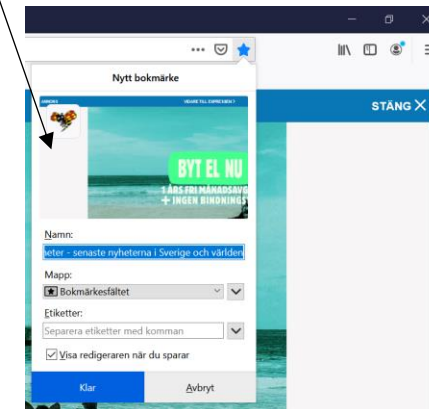 Nytt bokmärke
STÄNG X
BYT EL NU
1 ÅRS FRI MÅNADSAVG
+ INGEN BINDNINGS
Namn:
heter - senaste nyheterna i Sverige och världen
Mapp:
Bokmärkesfältet
Etiketter:
Separera etiketter med komman
Visa redigeraren när du sparar
Klar
Avbryt